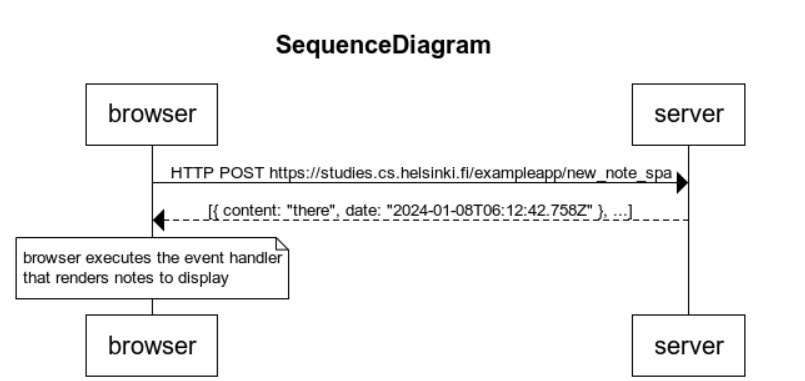 SequenceDiagram
browser
server
HTTP POST https://studies.cs.helsinki.fi/exampleapp/new_note_spa
[{ content: "there", date: "2024-01-08T06:12:42.758Z" }, ...]
browser executes the event handler
that renders notes to display
browser
server